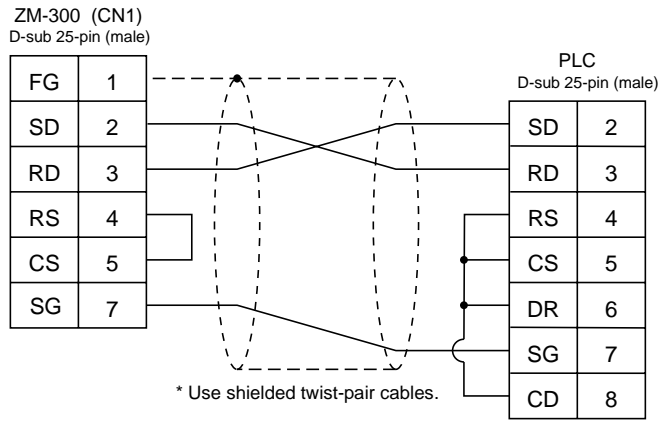 ZM-300 (CN1)
D-sub 25-pin (male)
FG 1
SD 2
RD 3
RS 4
CS 5
SG 7
PLC
D-sub 25-pin (male)
SD 2
RD 3
RS 4
CS 5
DR 6
SG 7
CD 8
* Use shielded twist-pair cables.